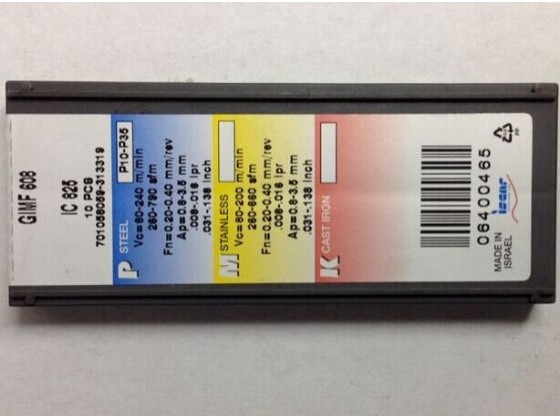 GIMF 608
IC 825
10 PCS
7010058059-313319
P STEEL P10-P35
Vc=80-240 m/min
260-790 sfm
Fn=0.20-0.40 mm/rev
Ap=0.8-3.5 mm
.008-.016 ipr
.031-.138 inch
M STAINLESS
Vc=80-200 m/min
260-660 sfm
Fn=0.20-0.40 mm/rev
Ap=0.8-3.5 mm
.008-.016 ipr
.031-.138 inch
K CAST IRON
06400465
iscar
MADE IN
ISRAEL
PP